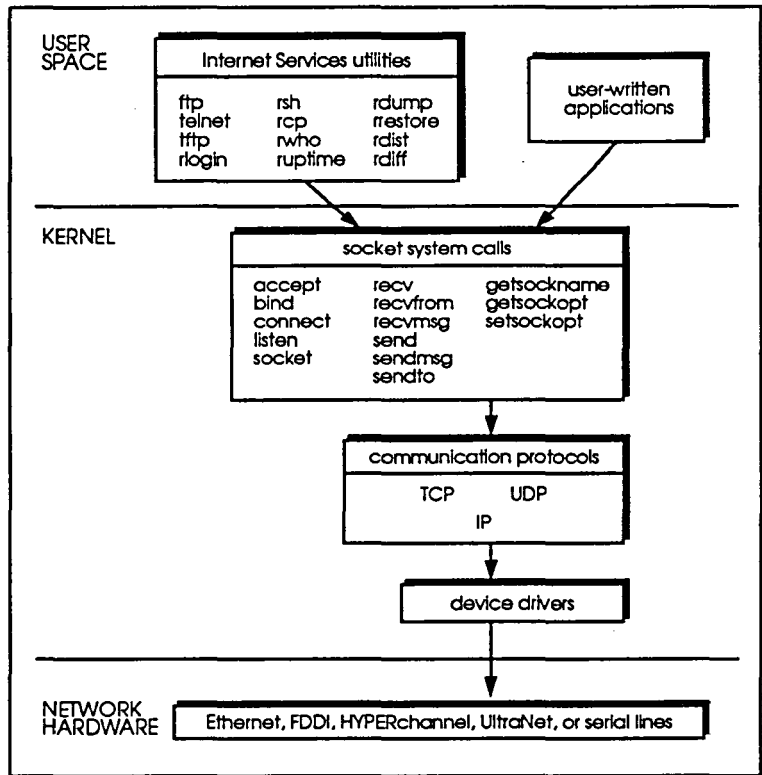 USER
SPACE
Internet Services utilities
ftp rsh rdump
telnet rcp rrestore
tftp rwho rdist
rlogin ruptime rdiff
user-written
applications
KERNEL
socket system calls
accept recv getsockname
bind recvfrom getsockopt
connect recvmsg setsockopt
listen send
socket sendmsg
sendto
communication protocols
TCP UDP
IP
device drivers
NETWORK
HARDWARE
Ethernet, FDDI, HYPERchannel, UltraNet, or serial lines